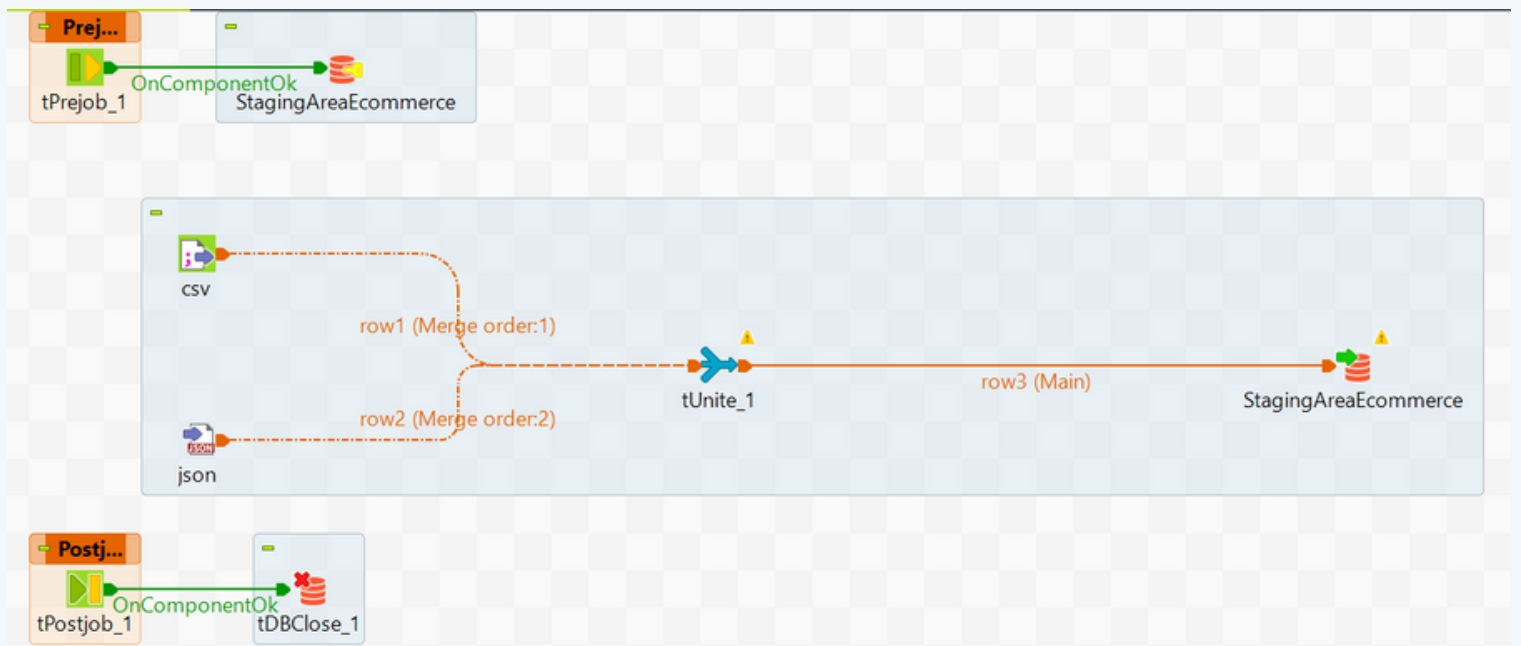 Prej...
OnComponentOk
tPrejob_1
StagingAreaEcommerce
csv
row1 (Merge order:1)
tUnite_1
row3 (Main)
StagingAreaEcommerce
row2 (Merge order:2)
JSON
json
Postj...
OnComponentOk
tPostjob_1
tDBClose_1